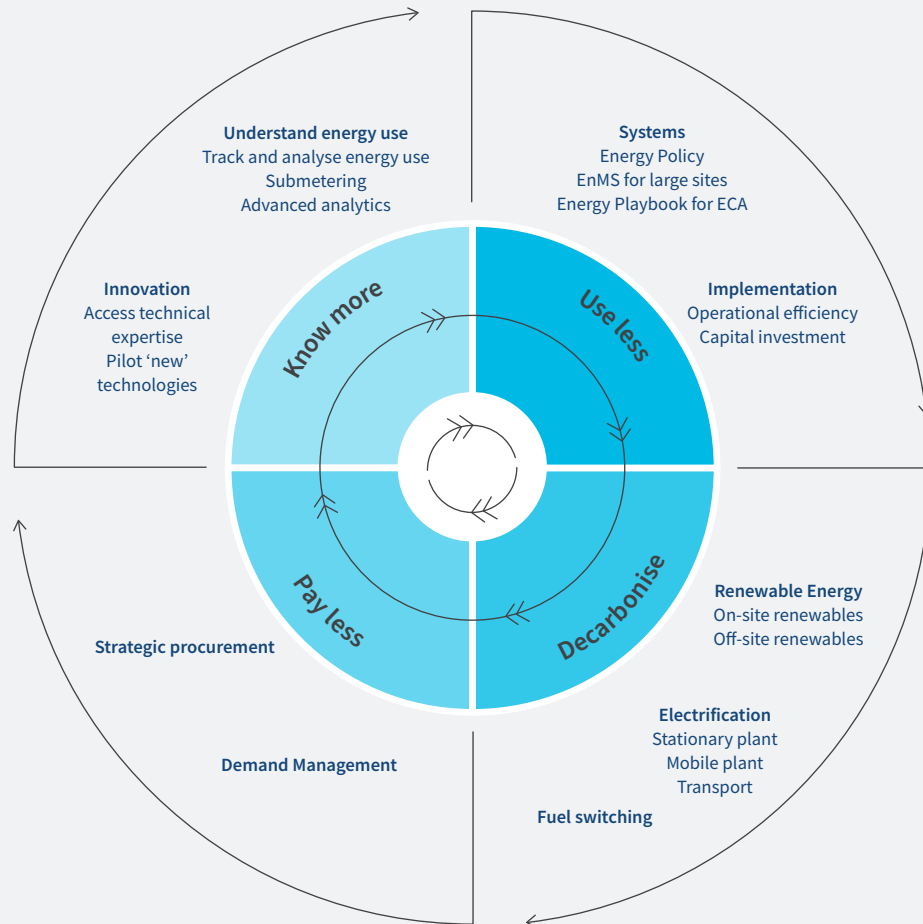 Understand energy use
Track and analyse energy use
Submetering
Advanced analytics
Innovation
Access technical
expertise
Pilot ‘new’
technologies
Know more
Systems
Energy Policy
EnMS for large sites
Energy Playbook for ECA
Implementation
Operational efficiency
Capital investment
Use less
Decarbonise
Renewable Energy
On-site renewables
Off-site renewables
Electrification
Stationary plant
Mobile plant
Transport
Fuel switching
Pay less
Strategic procurement
Demand Management